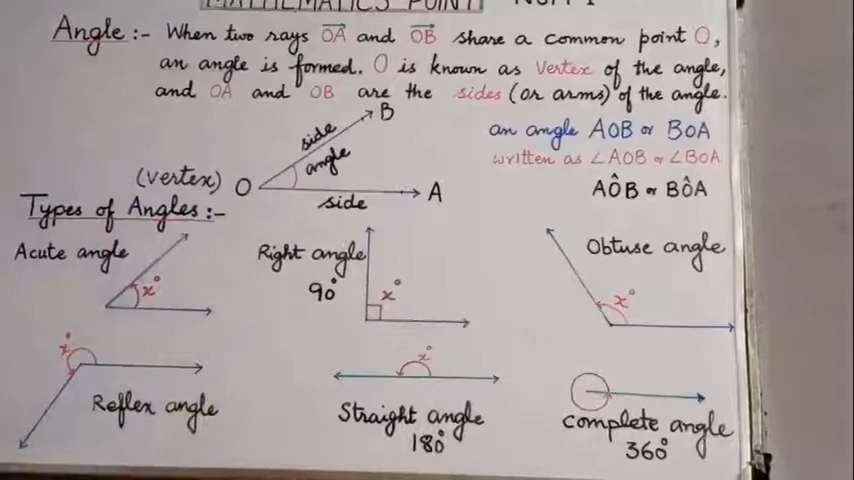 MATHEMATICS POINT
Angle :- When two rays OA and OB share a common point O,
an angle is formed. O is known as vertex of the angle,
and OA and OB are the sides (or arms) of the angle.
B
side
angle
an angle AOB or BOA
written as ∠AOB or ∠BOA
(vertex) O
A
side
AÔB or BÔA
Types of Angles :-
Acute angle
x°
Right angle
90°
x°
Obtuse angle
x°
x°
Reflex angle
x°
Straight angle
180°
complete angle
360°